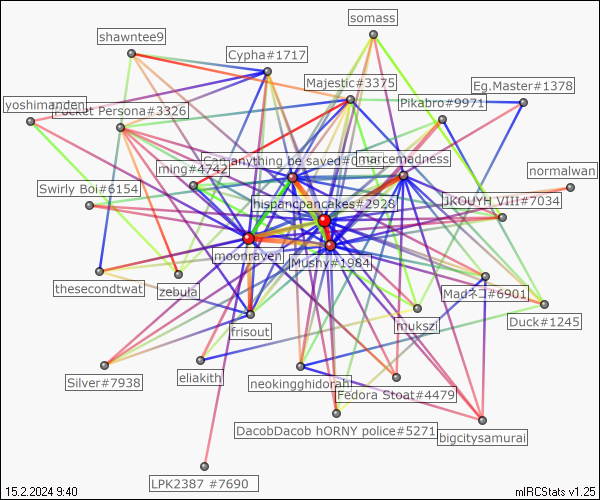 somass
shawntee9
Cypha#1717
Majestic#3375
Eg.Master#1378
yoshimanden
Pocket Persona#3326
Pikabro#9971
ming#4742
Can anything be saved#0
marcemadness
normalwan
Swirly Boi#6154
hispancpancakes#2928
JKOUYH VIII#7034
moonraven
Mushy#1984
thesecondtwat
zebula
Madネコ#6901
frisout
mukszi
Duck#1245
Silver#7938
eliakith
neokingghidorah
Fedora Stoat#4479
DacobDacob hORNY police#5271
bigcitysamurai
LPK2387 #7690
15.2.2024 9:40
mIRCStats v1.25